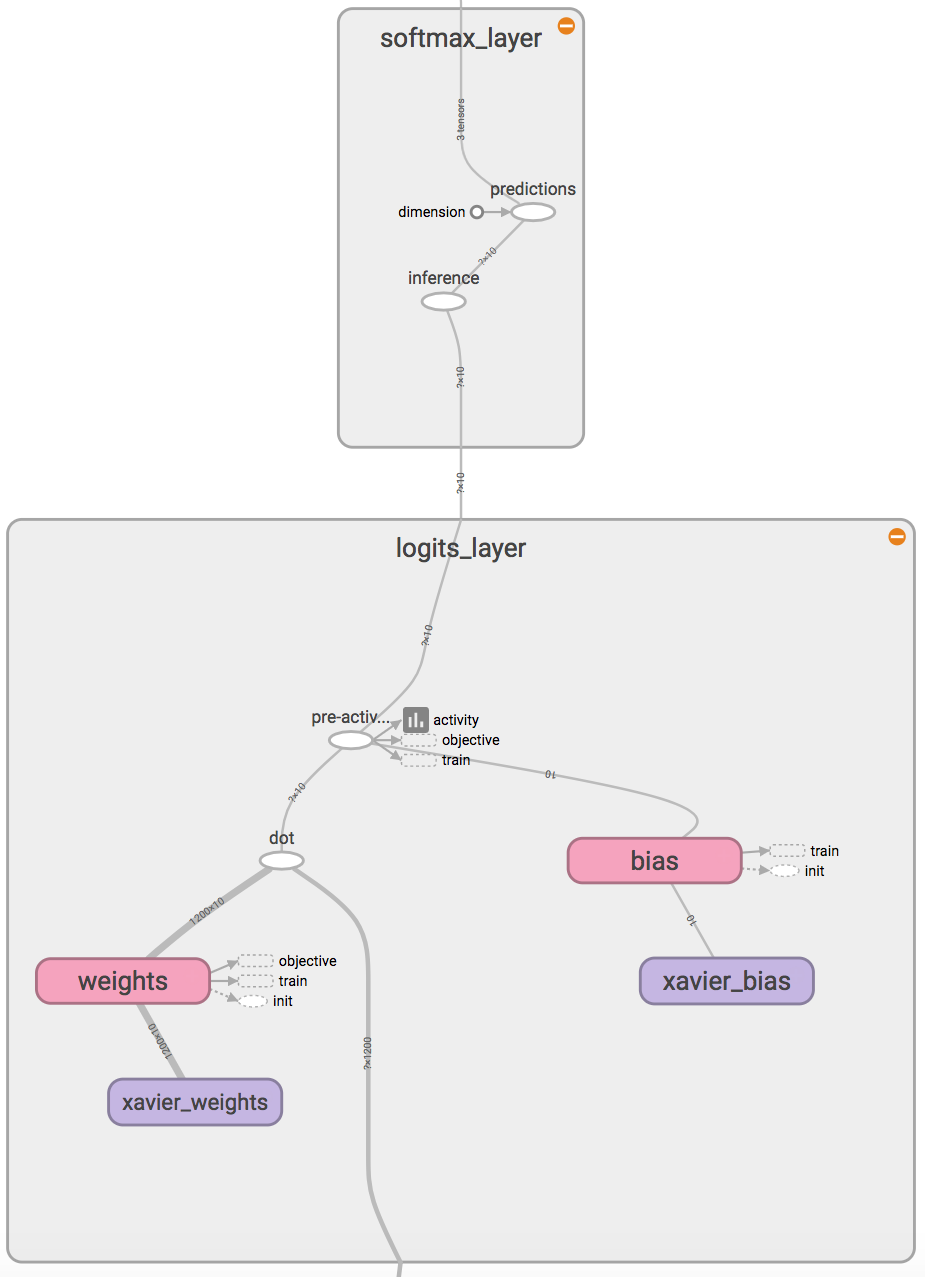 softmax_layer
3 tensors
predictions
dimension
?×10
inference
?×10
?×10
logits_layer
?×10
pre-activ...
activity
objective
train
10
?×10
dot
bias
train
init
1200×10
10
weights
objective
train
init
xavier_bias
1200×10
?×1200
xavier_weights